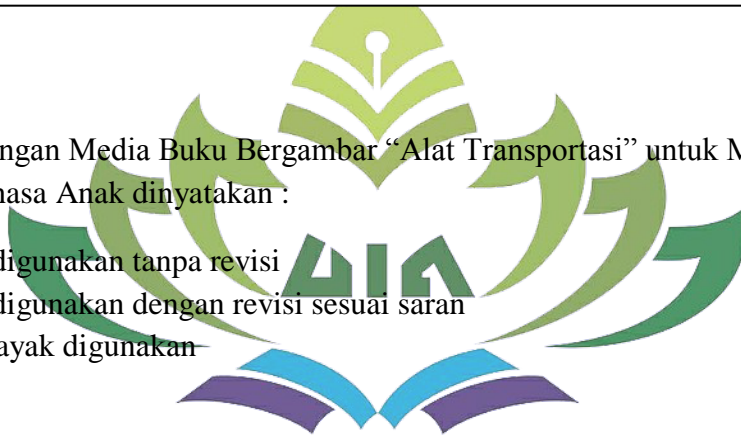 ngan Media Buku Bergambar “Alat Transportasi” untuk M
hasa Anak dinyatakan :
digunakan tanpa revisi
digunakan dengan revisi sesuai saran
ayak digunakan